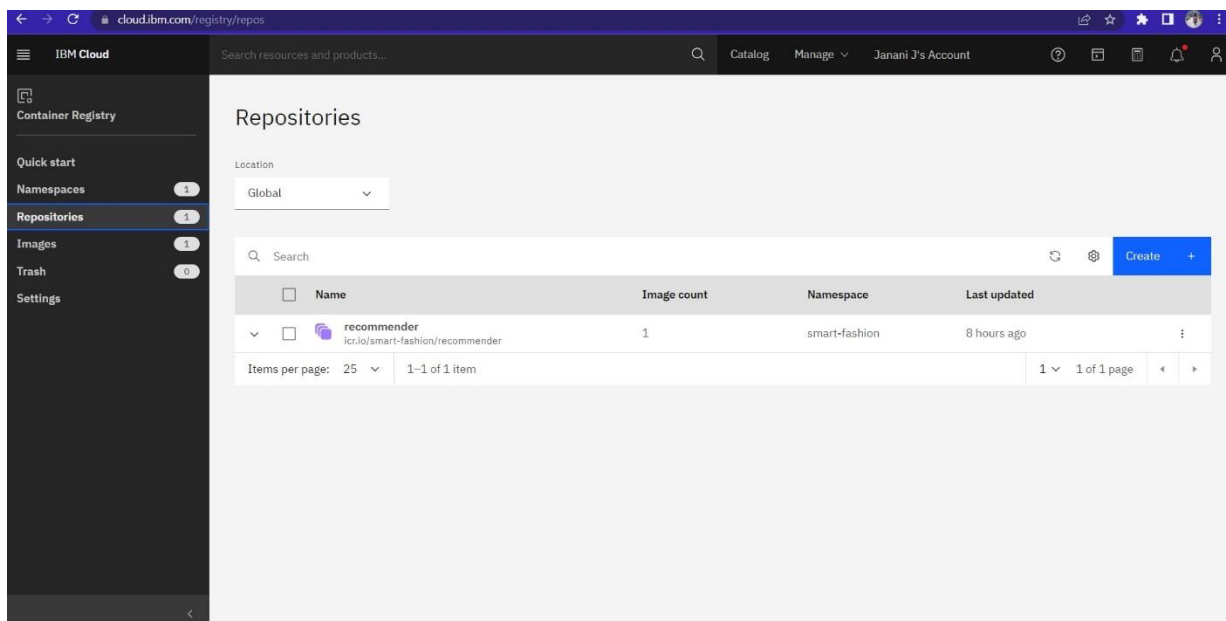 cloud.ibm.com/registry/repos
IBM Cloud
Search resources and products...
Catalog
Manage
Janani J's Account
Container Registry
Quick start
Namespaces 1
Repositories 1
Images 1
Trash 0
Settings
Repositories
Location
Global
Search
Create +
Name Image count Namespace Last updated
recommender 1 smart-fashion 8 hours ago
icr.io/smart-fashion/recommender
Items per page: 25 1–1 of 1 item 1 1 of 1 page